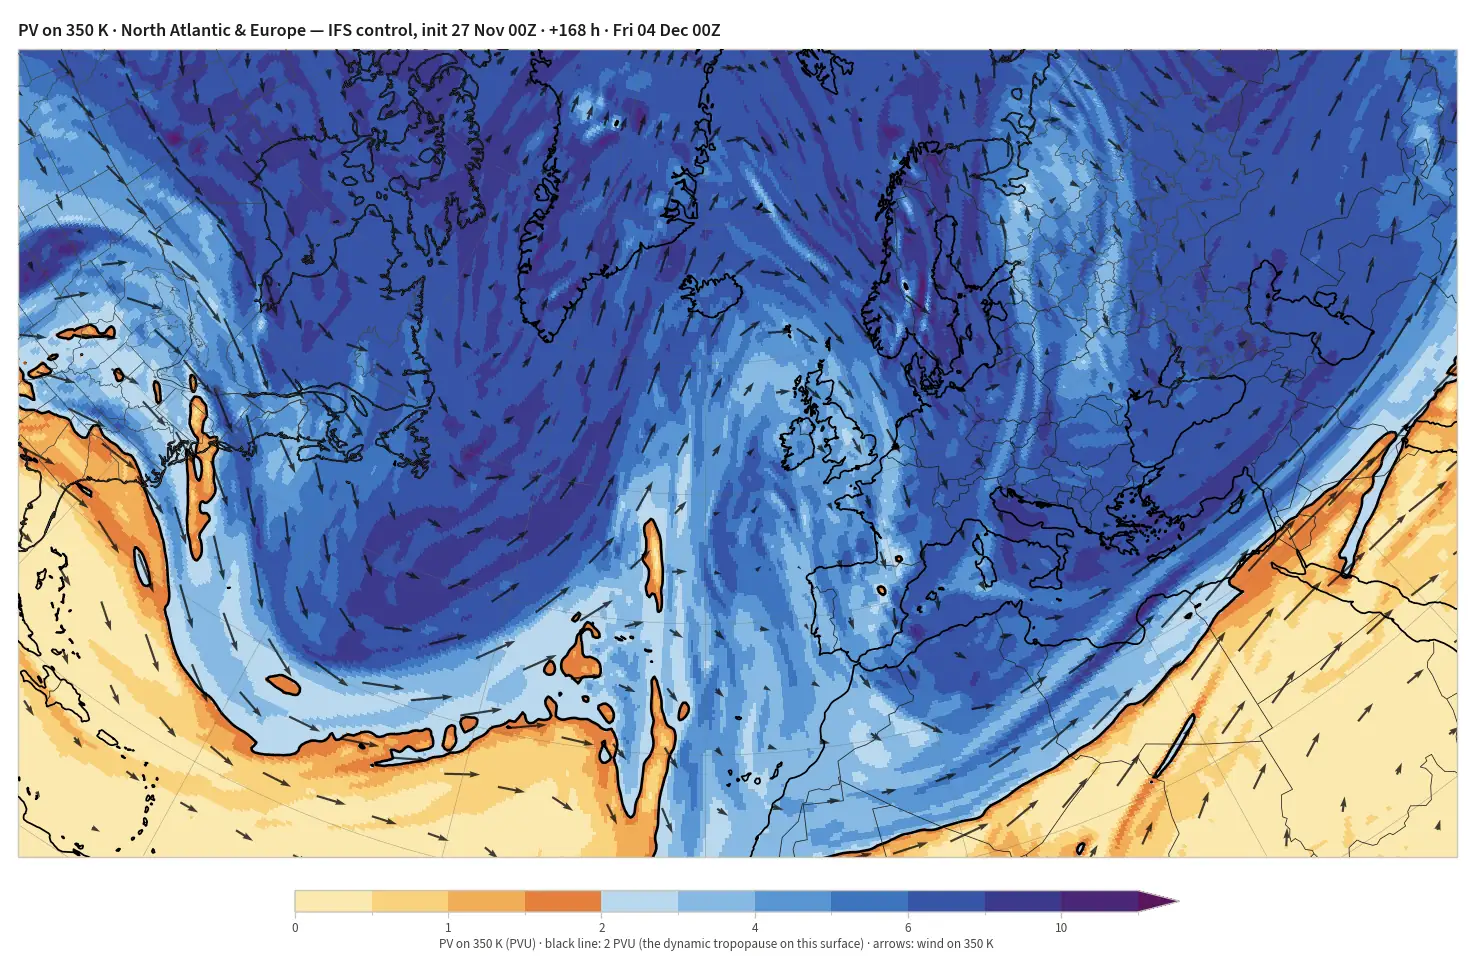 PV on 350 K · North Atlantic & Europe — IFS control, init 27 Nov 00Z · +168 h · Fri 04 Dec 00Z
0 1 2 4 6 10
PV on 350 K (PVU) · black line: 2 PVU (the dynamic tropopause on this surface) · arrows: wind on 350 K